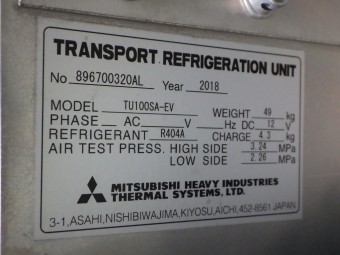 TRANSPORT REFRIGERATION UNIT
No. 896700320AL Year 2018
MODEL TU100SA-EV WEIGHT 49 kg
PHASE — AC — V — Hz DC 12 V
REFRIGERANT R404A CHARGE 4.3 kg
AIR TEST PRESS. HIGH SIDE 3.24 MPa
LOW SIDE 2.26 MPa
MITSUBISHI HEAVY INDUSTRIES
THERMAL SYSTEMS, LTD.
3-1, ASAHI, NISHIBIWAJIMA, KIYOSU, AICHI, 452-8561 JAPAN